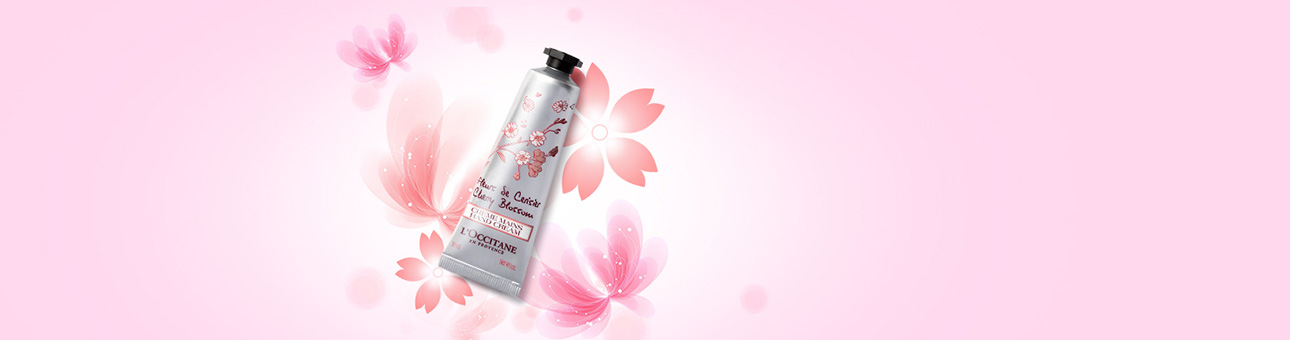 Fleurs de Cerisier
Cherry Blossom
CRÈME MAINS
HAND CREAM
L'OCCITANE
EN PROVENCE